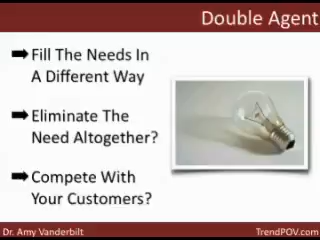 Double Agent
➡ Fill The Needs In
A Different Way
➡ Eliminate The
Need Altogether?
➡ Compete With
Your Customers?
Dr. Amy Vanderbilt
TrendPOV.com